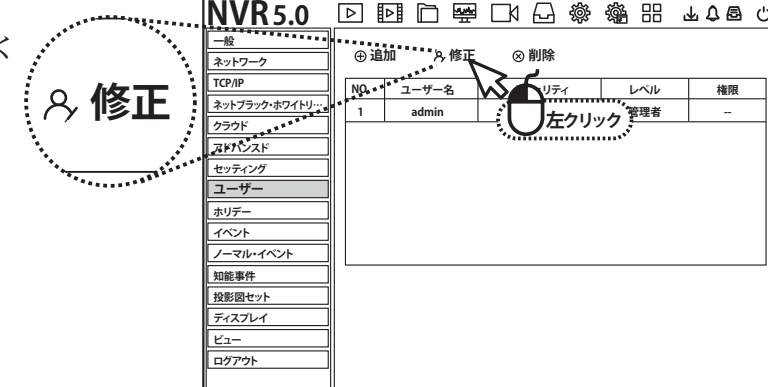 NVR 5.0
一般
ネットワーク
TCP/IP
ネットブラック・ホワイトリ…
クラウド
アドバンスド
セッティング
ユーザー
ホリデー
イベント
ノーマル・イベント
知能事件
投影図セット
ディスプレイ
ビュー
ログアウト
修正
追加 修正 削除
NO. ユーザー名 リティ レベル 権限
1 admin 管理者 --
左クリック